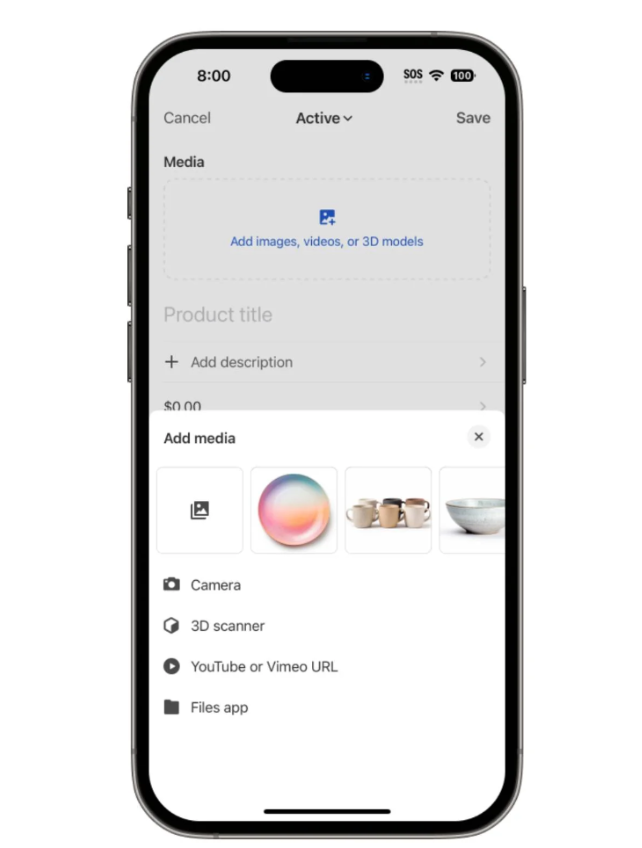 8:00
SOS
100
Cancel
Active
Save
Media
Add images, videos, or 3D models
Product title
Add description
$0.00
Add media
Camera
3D scanner
YouTube or Vimeo URL
Files app